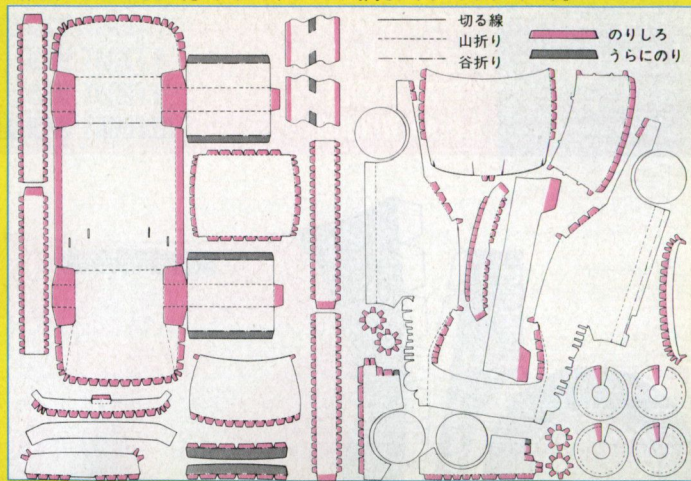 切る線
山折り
谷折り
のりしろ
うらにのり